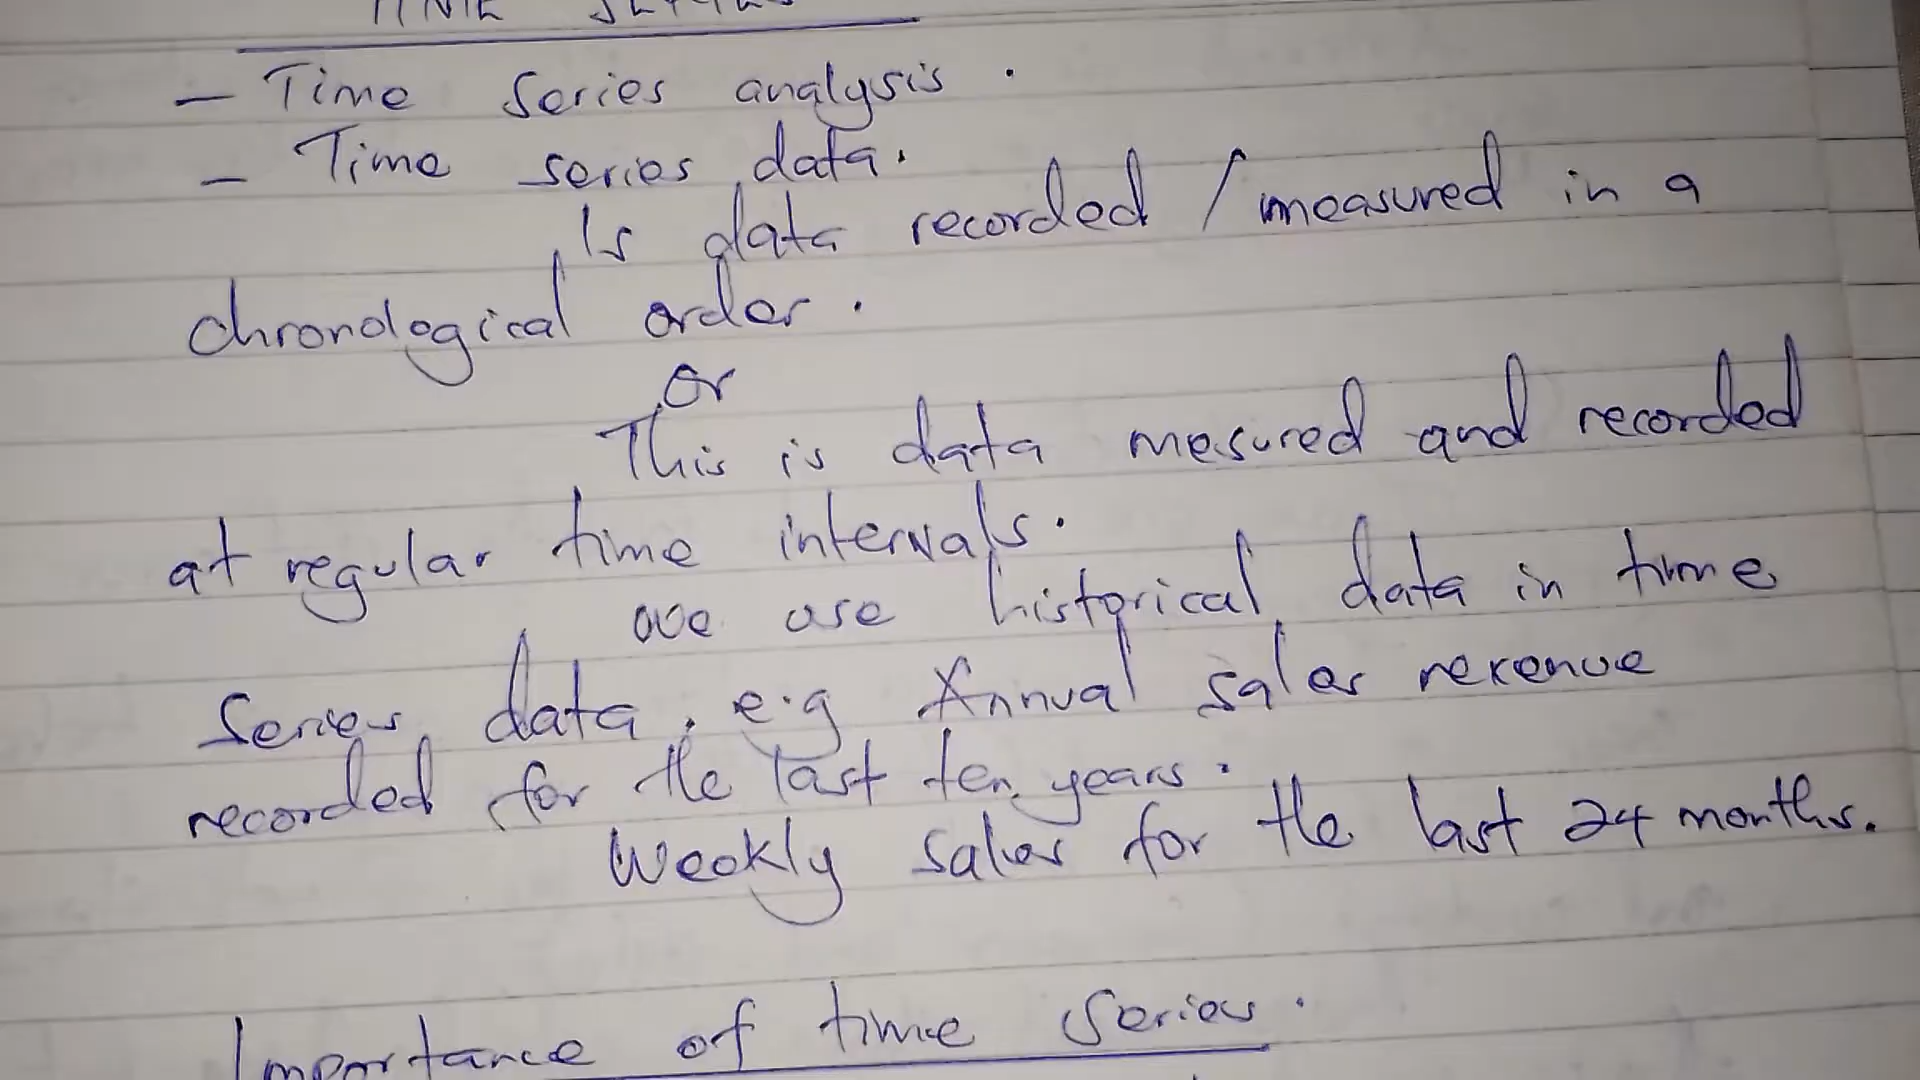 TIME SERIES
- Time Series analysis.
- Time series data.
Is data recorded / measured in a
chronological order.
Or
This is data mesured and recorded
at regular time intervals.
we use historical data in time
Series data. e.g Annual sales revenue
recorded for the last ten years.
Weekly sales for the last 24 months.
Importance of time series.